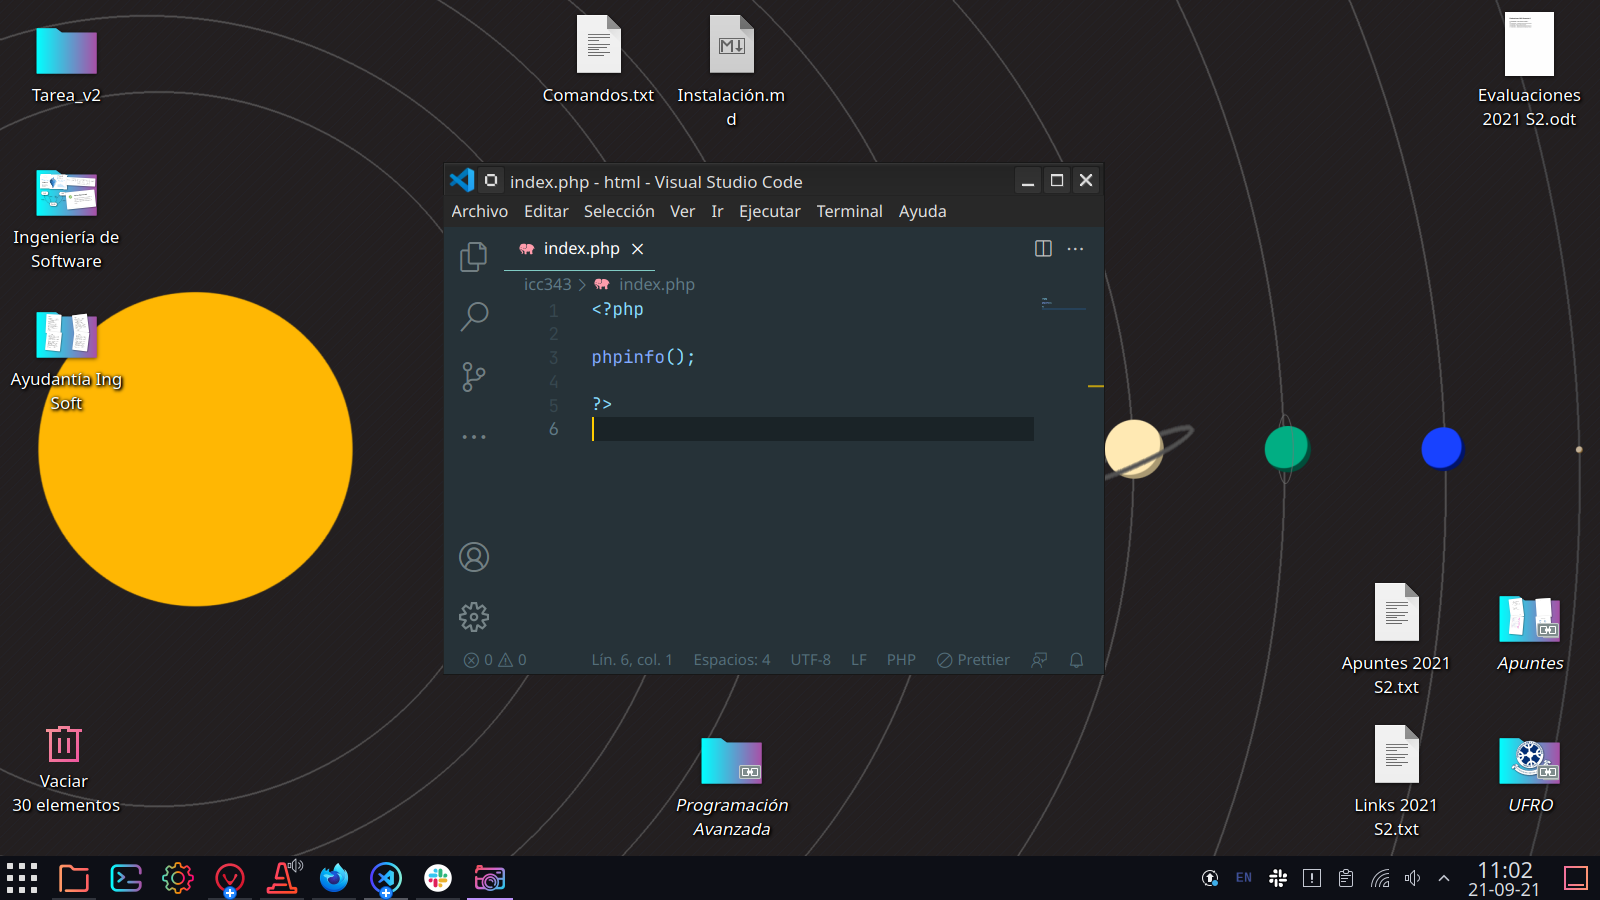 Tarea_v2
Comandos.txt
Instalación.m
d
Evaluaciones
2021 S2.odt
Ingeniería de
Software
Ayudantía Ing
Soft
index.php - html - Visual Studio Code
Archivo Editar Selección Ver Ir Ejecutar Terminal Ayuda
index.php
icc343 > index.php
1 <?php
2
3 phpinfo();
4
5 ?>
6
0 0 Lín. 6, col. 1 Espacios: 4 UTF-8 LF PHP Prettier
Apuntes 2021
S2.txt
Apuntes
Vaciar
30 elementos
Programación
Avanzada
Links 2021
S2.txt
UFRO
EN
11:02
21-09-21